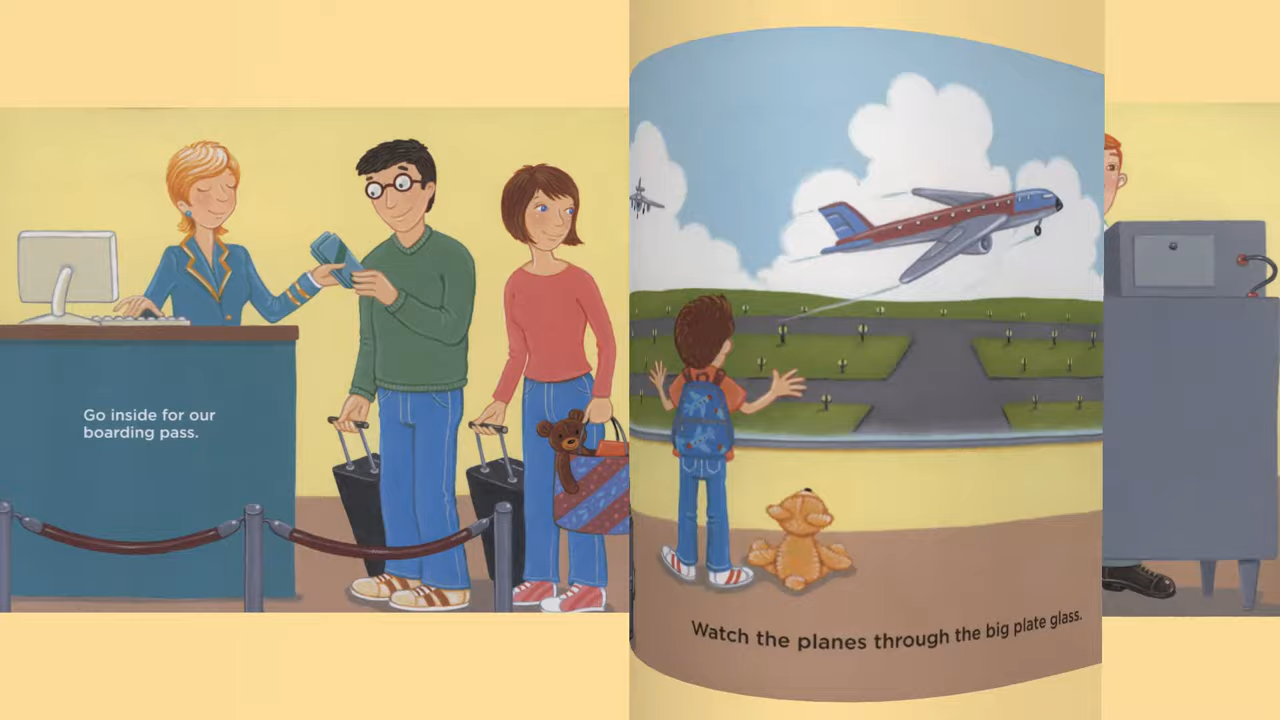 Go inside for our
boarding pass.
Watch the planes through the big plate glass.